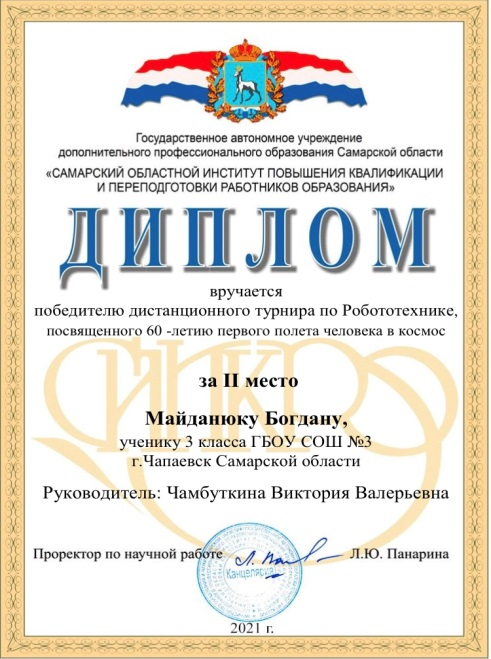 Государственное автономное учреждение
дополнительного профессионального образования Самарской области
«САМАРСКИЙ ОБЛАСТНОЙ ИНСТИТУТ ПОВЫШЕНИЯ КВАЛИФИКАЦИИ
И ПЕРЕПОДГОТОВКИ РАБОТНИКОВ ОБРАЗОВАНИЯ»
ДИПЛОМ
вручается
победителю дистанционного турнира по Робототехнике,
посвященного 60 -летию первого полета человека в космос
за II место
Майданюку Богдану,
ученику 3 класса ГБОУ СОШ №3
г.Чапаевск Самарской области
Руководитель: Чамбуткина Виктория Валерьевна
Проректор по научной работе Л.Ю. Панарина
Канцелярия
2021 г.